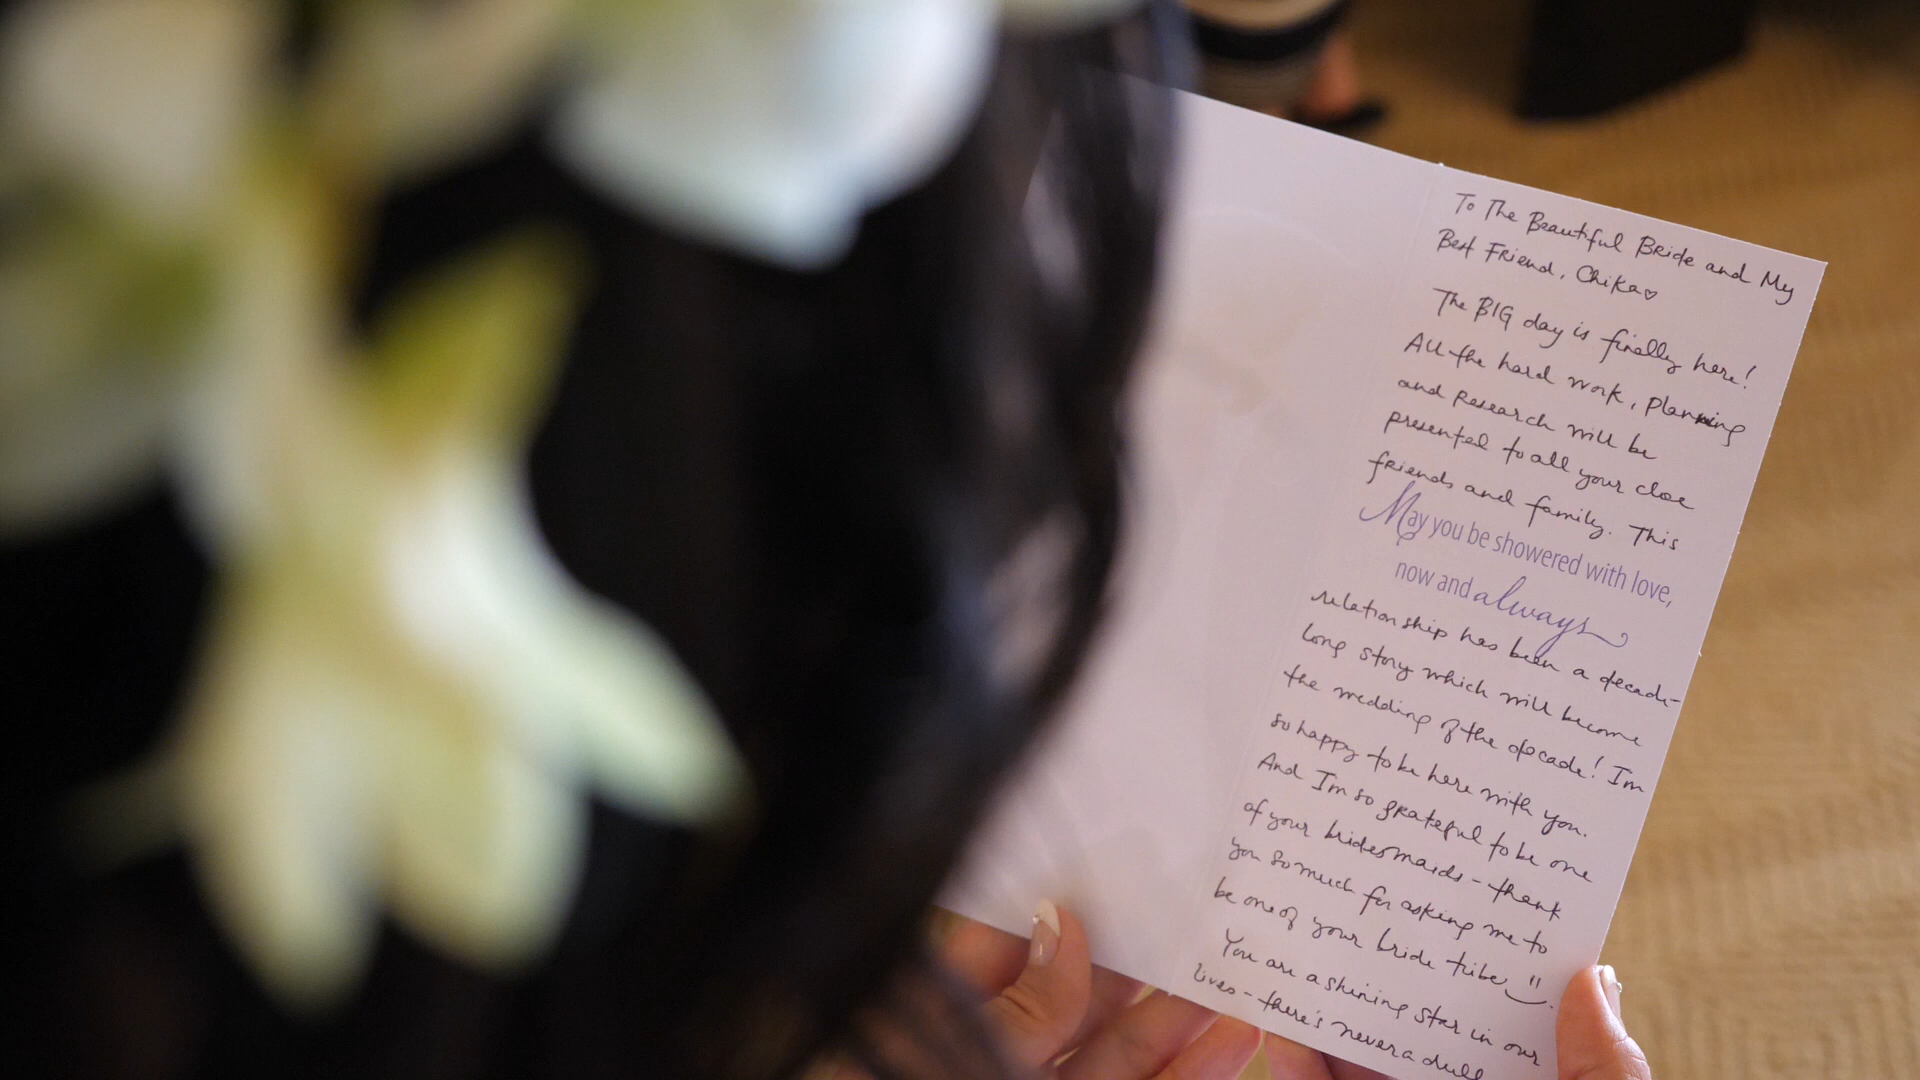 To The Beautiful Bride and My
Best Friend, Chika♡
The BIG day is finally here!
All the hard work, planning
and research will be
presented to all your cloe
friends and family. This
May you be showered with love,
now and always
relationship has been a decade-
long story which will become
the wedding of the decade! I'm
so happy to be here with you.
And I'm so grateful to be one
of your bridesmaids - thank
you so much for asking me to
be one of your bride tribe
You are a shining star in our
lives - there's never a dull